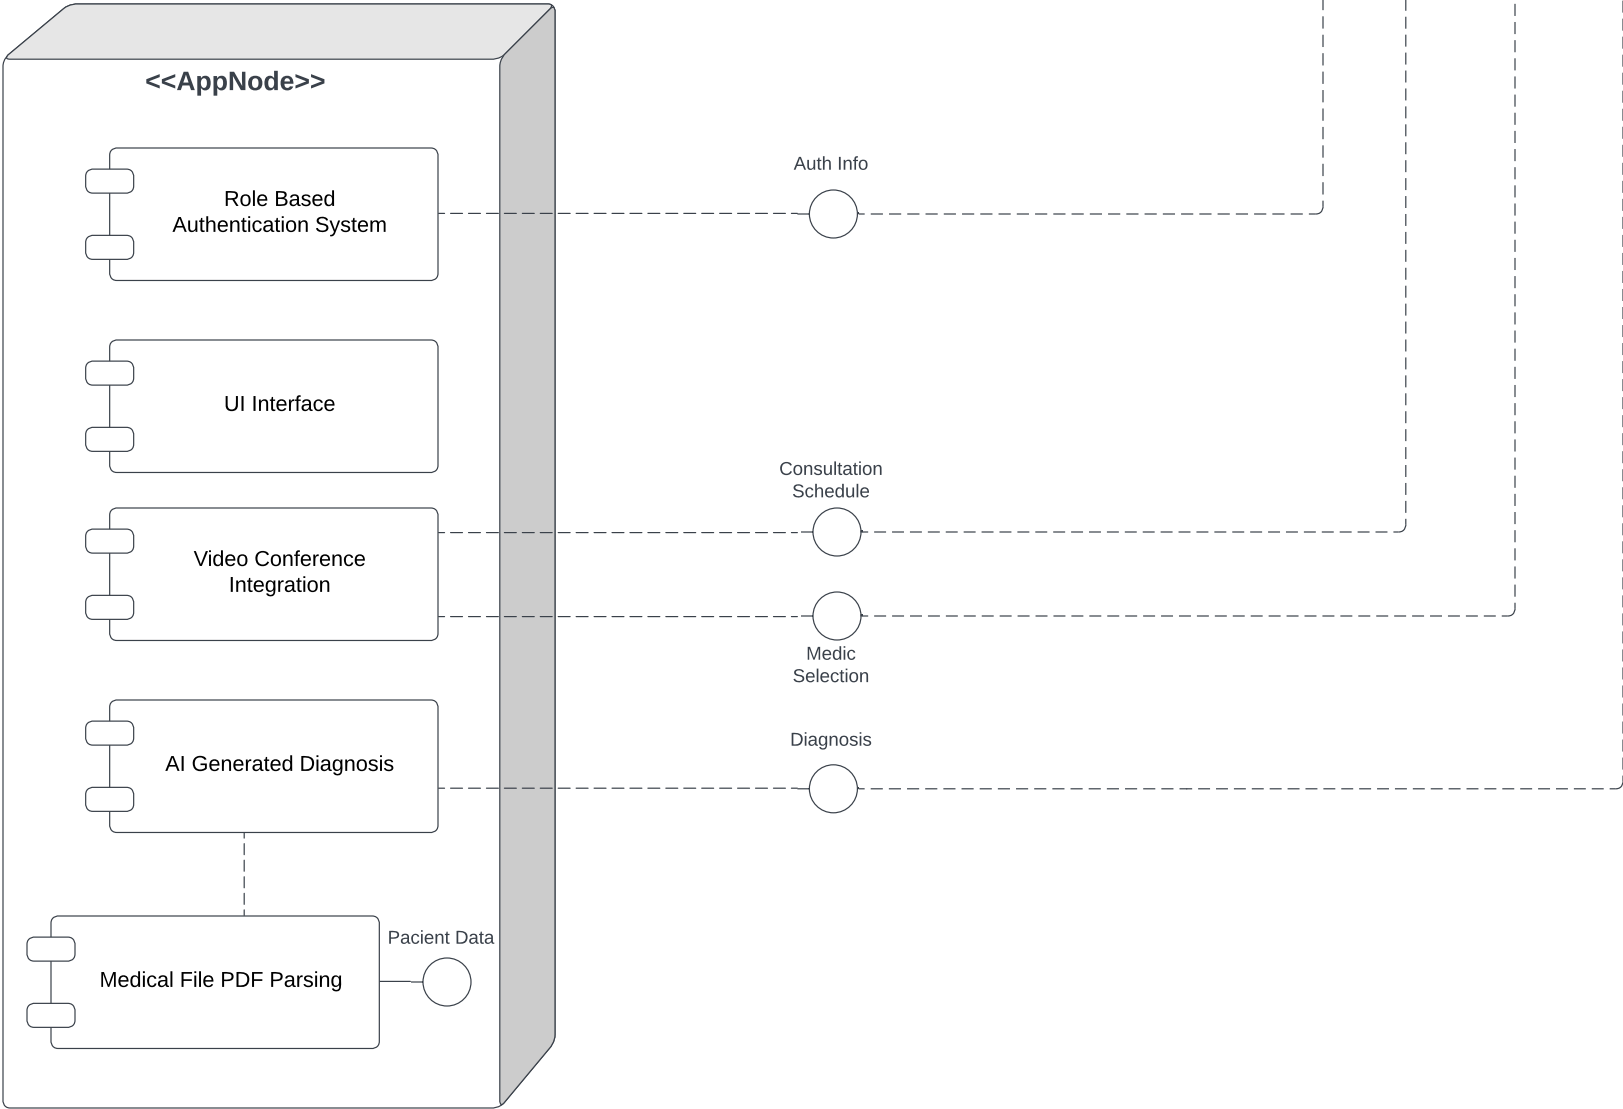 <<AppNode>>
Role Based
Authentication System
Auth Info
UI Interface
Consultation
Schedule
Video Conference
Integration
Medic
Selection
Diagnosis
AI Generated Diagnosis
Pacient Data
Medical File PDF Parsing